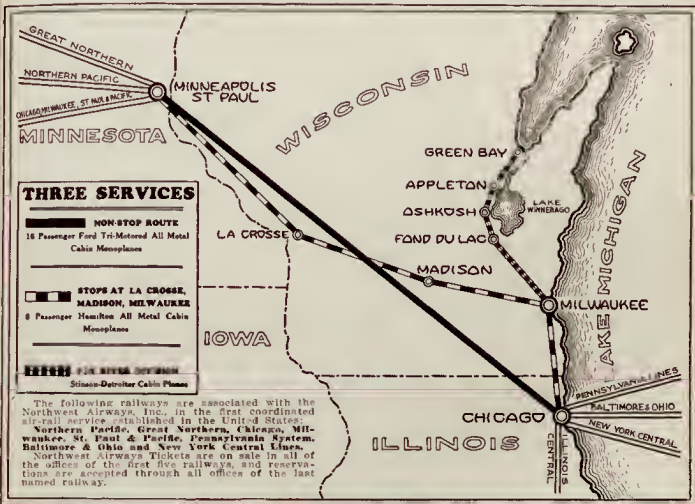 GREAT NORTHERN
NORTHERN PACIFIC
CHICAGO, MILWAUKEE, ST. PAUL & PACIFIC
MINNEAPOLIS
ST PAUL
MINNESOTA
WISCONSIN
GREEN BAY
APPLETON
OSHKOSH
LAKE
WINNEBAGO
FOND DU LAC
LA CROSSE
MADISON
MILWAUKEE
LAKE MICHIGAN
IOWA
ILLINOIS
CHICAGO
PENNSYLVANIA LINES
BALTIMORE & OHIO
NEW YORK CENTRAL
ILLINOIS
CENTRAL
THREE SERVICES
NON-STOP ROUTE
16 Passenger Ford Tri-Motored All Metal
Cabin Monoplanes
STOPS AT LA CROSSE,
MADISON, MILWAUKEE
8 Passenger Hamilton All Metal Cabin
Monoplanes
FOX RIVER DIVISION
Stinson-Detroiter Cabin Planes
The following railways are associated with the
Northwest Airways, Inc., in the first coordinated
air-rail service established in the United States:
Northern Pacific, Great Northern, Chicago, Mil-
waukee, St. Paul & Pacific, Pennsylvania System,
Baltimore & Ohio and New York Central Lines.
Northwest Airways Tickets are on sale in all of
the offices of the first five railways, and reserva-
tions are accepted through all offices of the last
named railway.